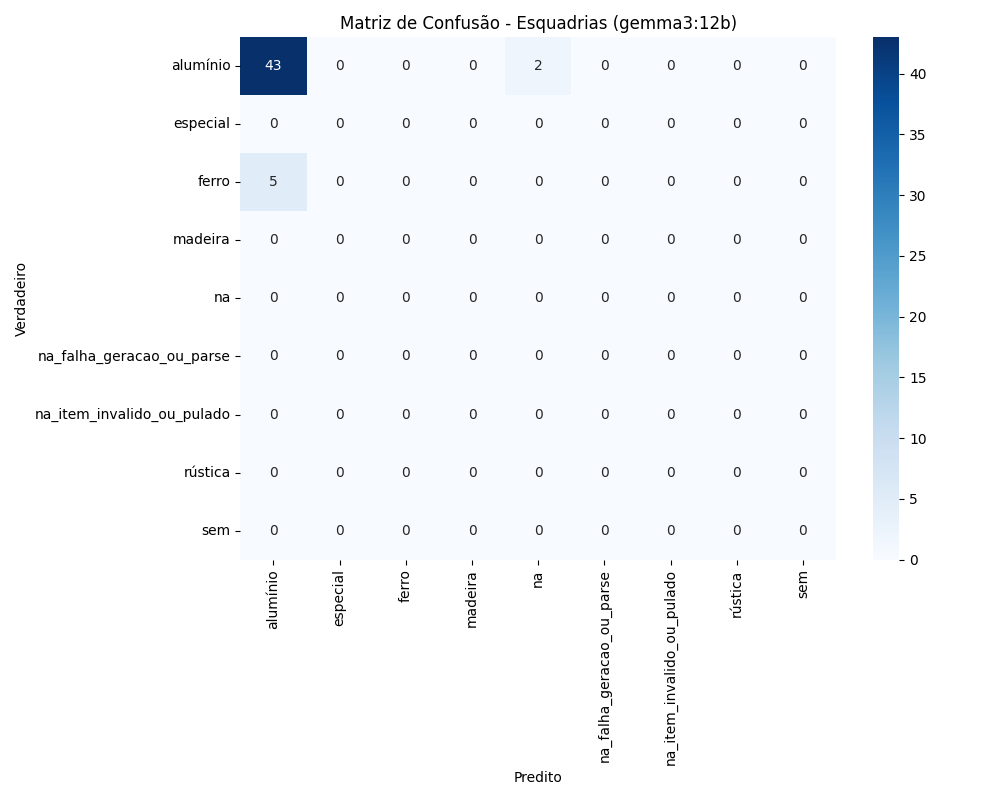 Matriz de Confusão - Esquadrias (gemma3:12b)
Verdadeiro
alumínio 43 0 0 0 2 0 0 0 0
especial 0 0 0 0 0 0 0 0 0
ferro 5 0 0 0 0 0 0 0 0
madeira 0 0 0 0 0 0 0 0 0
na 0 0 0 0 0 0 0 0 0
na_falha_geracao_ou_parse 0 0 0 0 0 0 0 0 0
na_item_invalido_ou_pulado 0 0 0 0 0 0 0 0 0
rústica 0 0 0 0 0 0 0 0 0
sem 0 0 0 0 0 0 0 0 0
alumínio
especial
ferro
madeira
na
na_falha_geracao_ou_parse
na_item_invalido_ou_pulado
rústica
sem
Predito
40
35
30
25
20
15
10
5
0